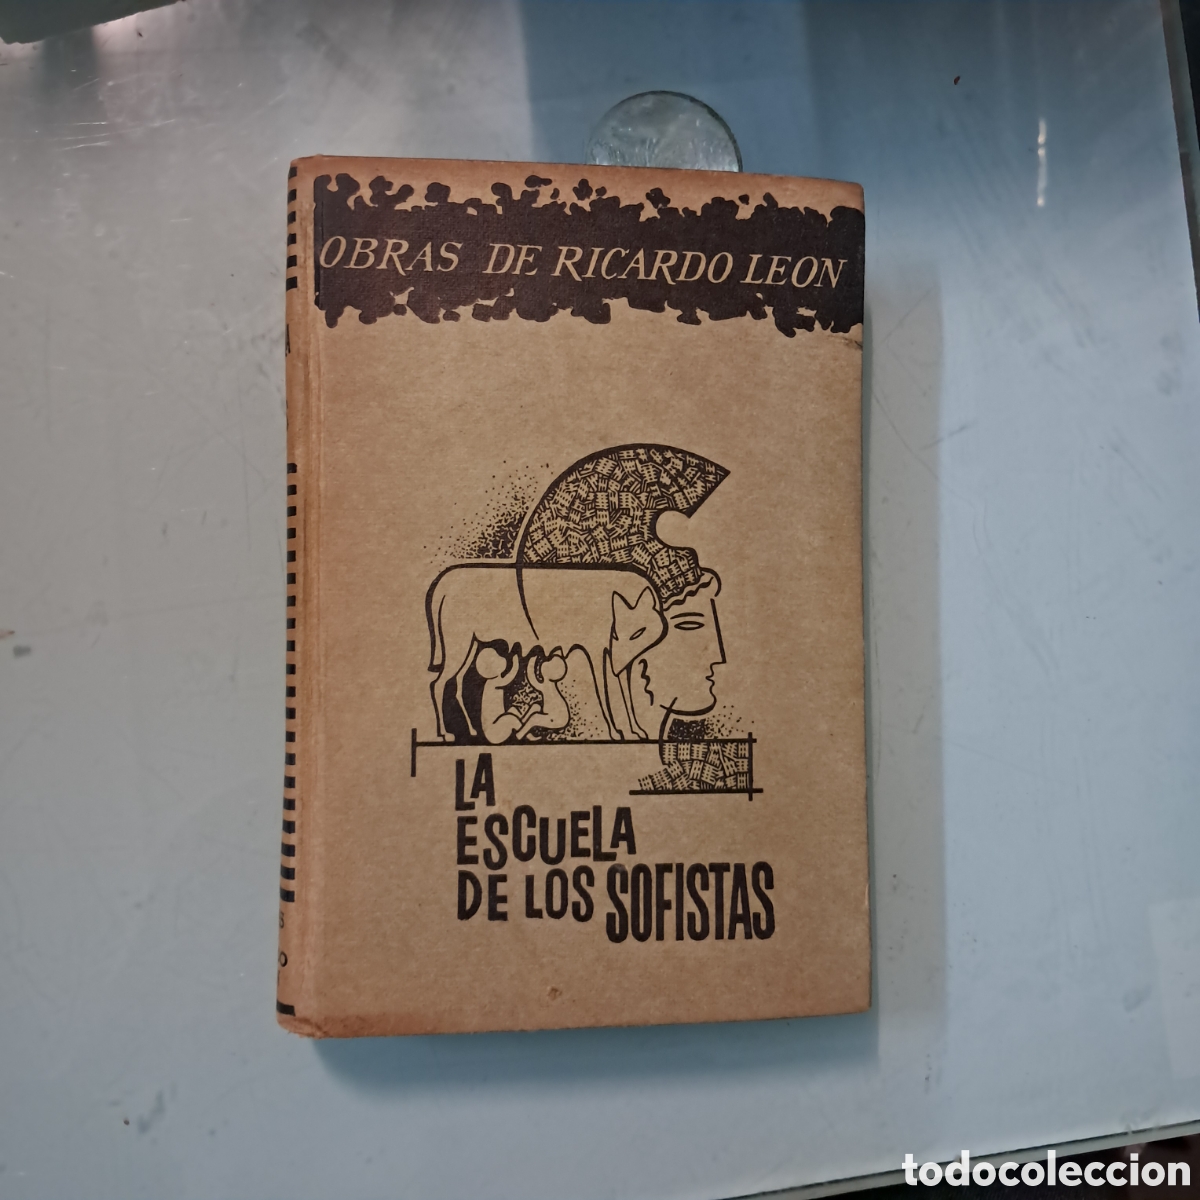 OBRAS DE RICARDO LEON
LA
ESCUELA
DE LOS SOFISTAS
todocoleccion